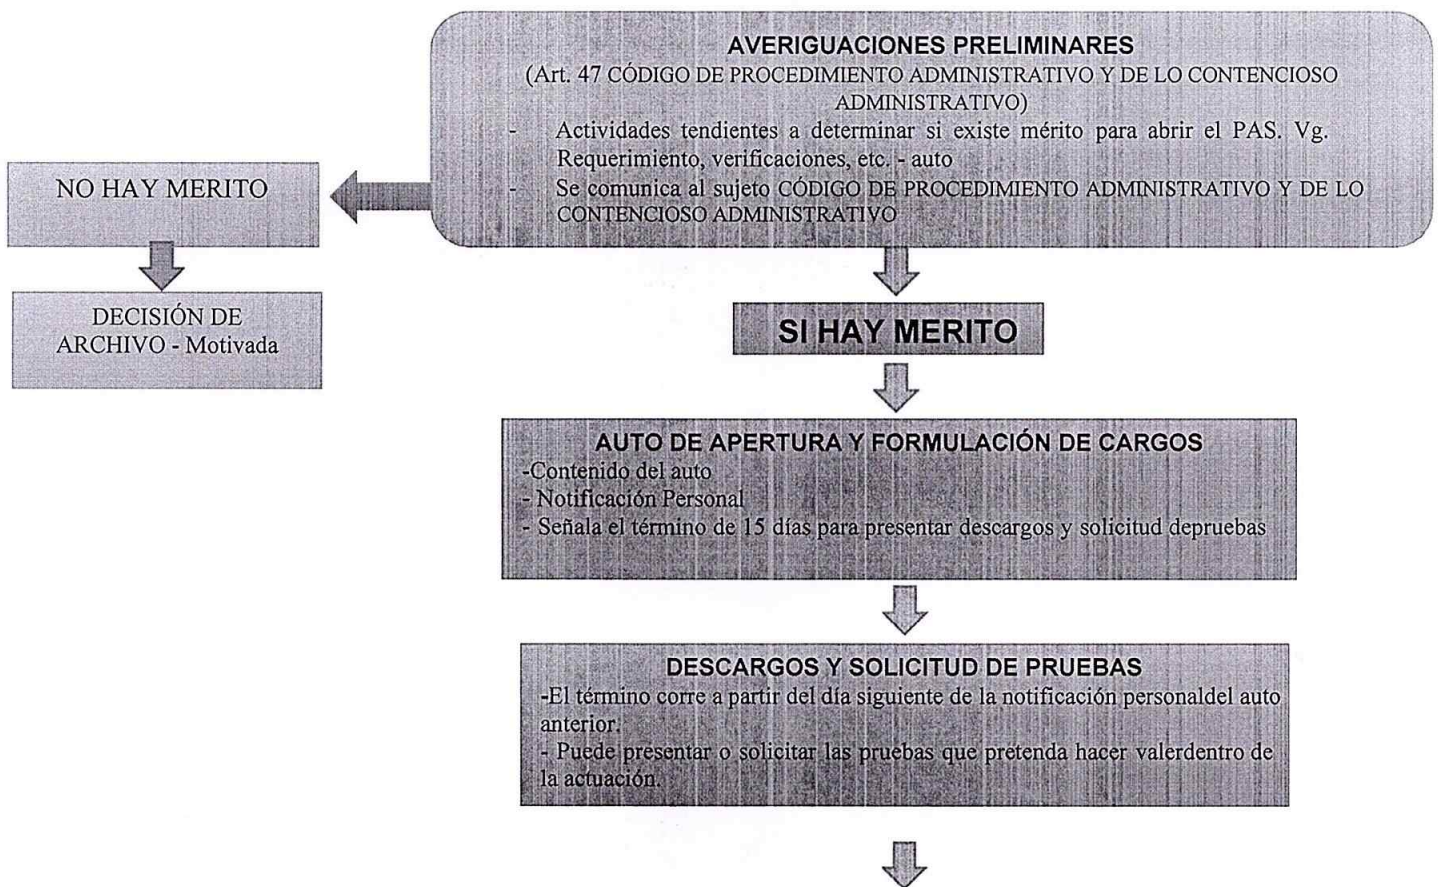 AVERIGUACIONES PRELIMINARES
(Art. 47 CÓDIGO DE PROCEDIMIENTO ADMINISTRATIVO Y DE LO CONTENCIOSO
ADMINISTRATIVO)
- Actividades tendientes a determinar si existe mérito para abrir el PAS. Vg.
Requerimiento, verificaciones, etc. - auto
- Se comunica al sujeto CÓDIGO DE PROCEDIMIENTO ADMINISTRATIVO Y DE LO
CONTENCIOSO ADMINISTRATIVO
NO HAY MERITO
DECISIÓN DE
ARCHIVO - Motivada
SI HAY MERITO
AUTO DE APERTURA Y FORMULACIÓN DE CARGOS
-Contenido del auto
- Notificación Personal
- Señala el término de 15 días para presentar descargos y solicitud depruebas
DESCARGOS Y SOLICITUD DE PRUEBAS
-El término corre a partir del día siguiente de la notificación personaldel auto
anterior.
- Puede presentar o solicitar las pruebas que pretenda hacer valerdentro de
la actuación.